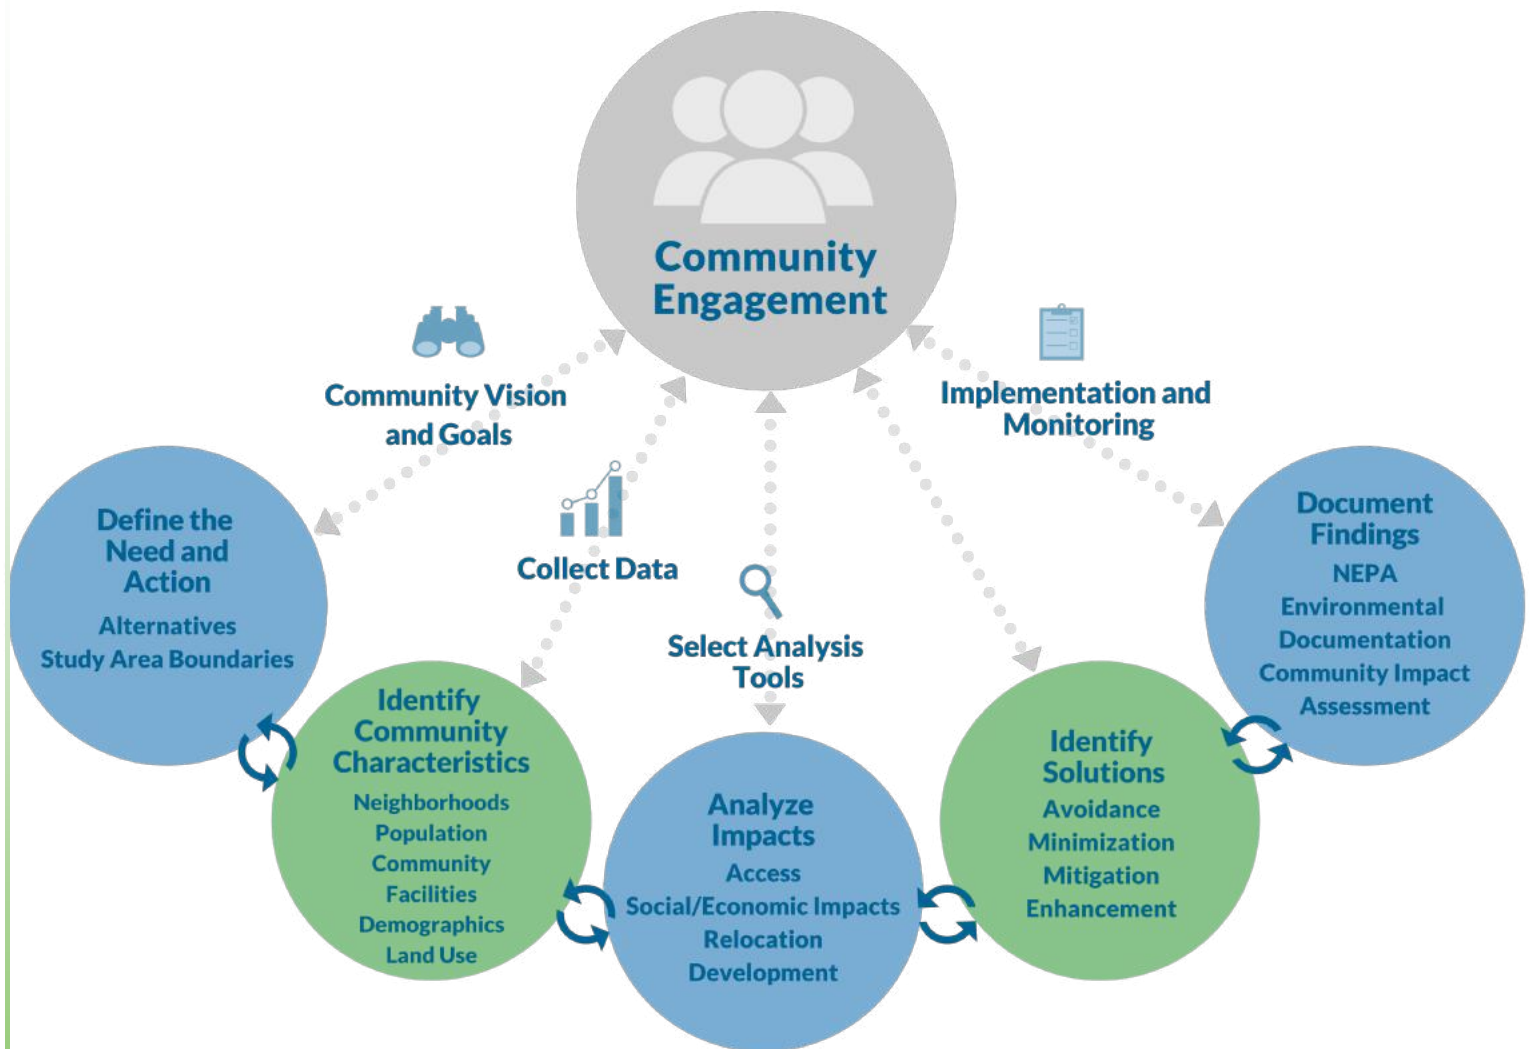 Community
Engagement
Community Vision
and Goals
Implementation and
Monitoring
Collect Data
Select Analysis
Tools
Define the
Need and
Action
Alternatives
Study Area Boundaries
Identify
Community
Characteristics
Neighborhoods
Population
Community
Facilities
Demographics
Land Use
Analyze
Impacts
Access
Social/Economic Impacts
Relocation
Development
Identify
Solutions
Avoidance
Minimization
Mitigation
Enhancement
Document
Findings
NEPA
Environmental
Documentation
Community Impact
Assessment